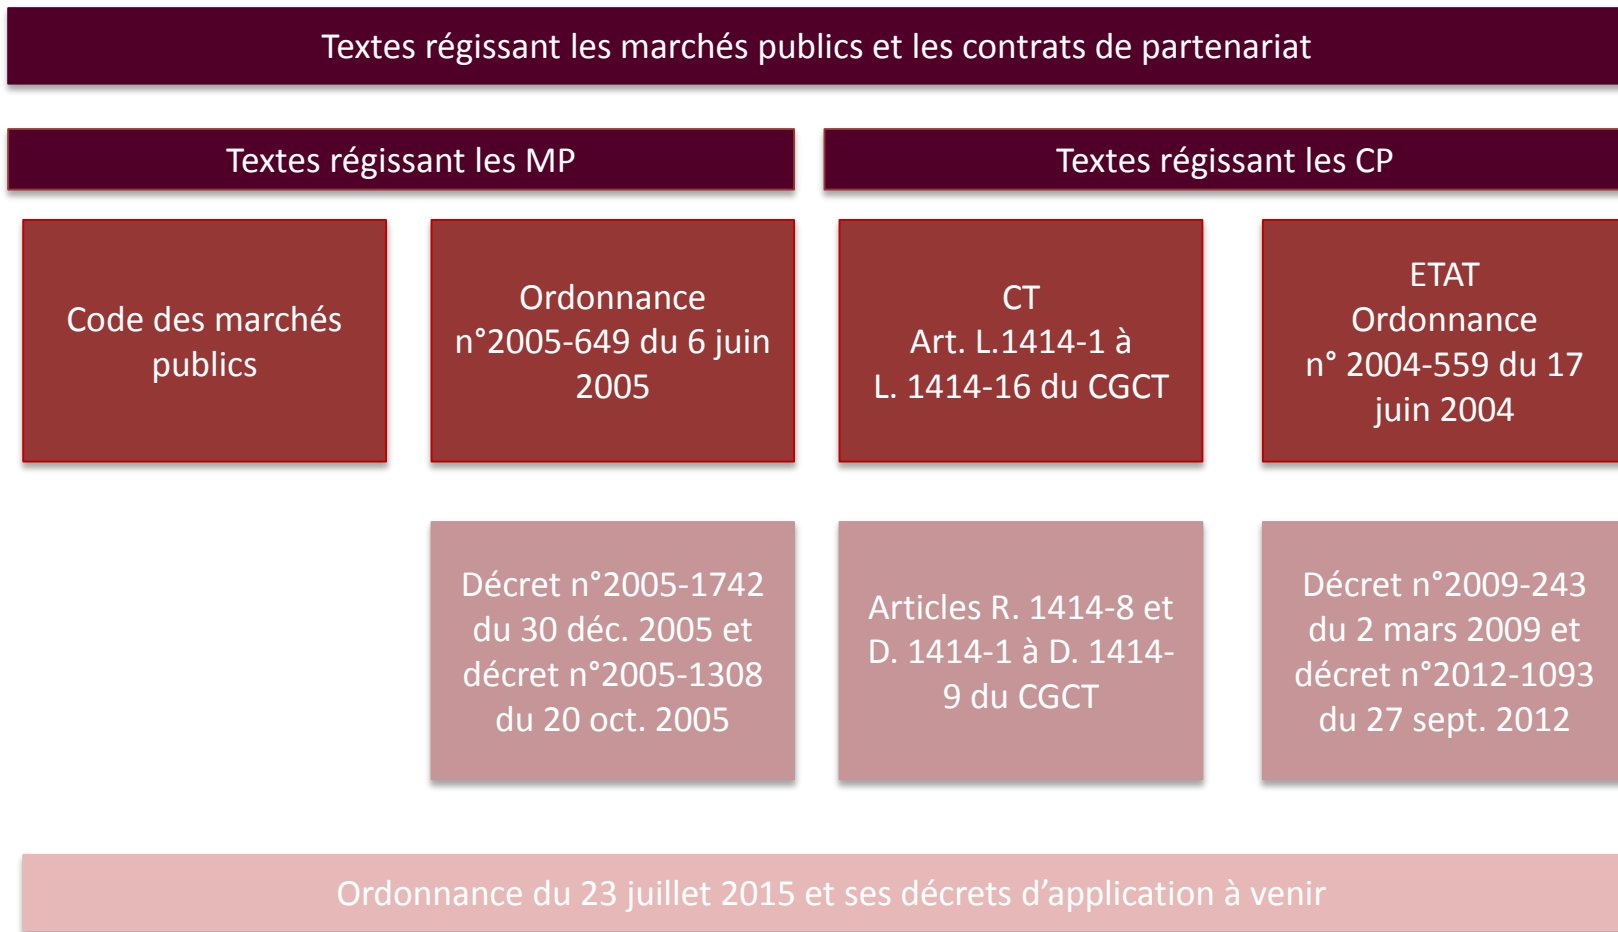 Textes régissant les marchés publics et les contrats de partenariat
Textes régissant les MP
Textes régissant les CP
Code des marchés
publics
Ordonnance
n°2005-649 du 6 juin
2005
CT
Art. L.1414-1 à
L. 1414-16 du CGCT
ETAT
Ordonnance
n° 2004-559 du 17
juin 2004
Décret n°2005-1742
du 30 déc. 2005 et
décret n°2005-1308
du 20 oct. 2005
Articles R. 1414-8 et
D. 1414-1 à D. 1414-
9 du CGCT
Décret n°2009-243
du 2 mars 2009 et
décret n°2012-1093
du 27 sept. 2012
Ordonnance du 23 juillet 2015 et ses décrets d’application à venir